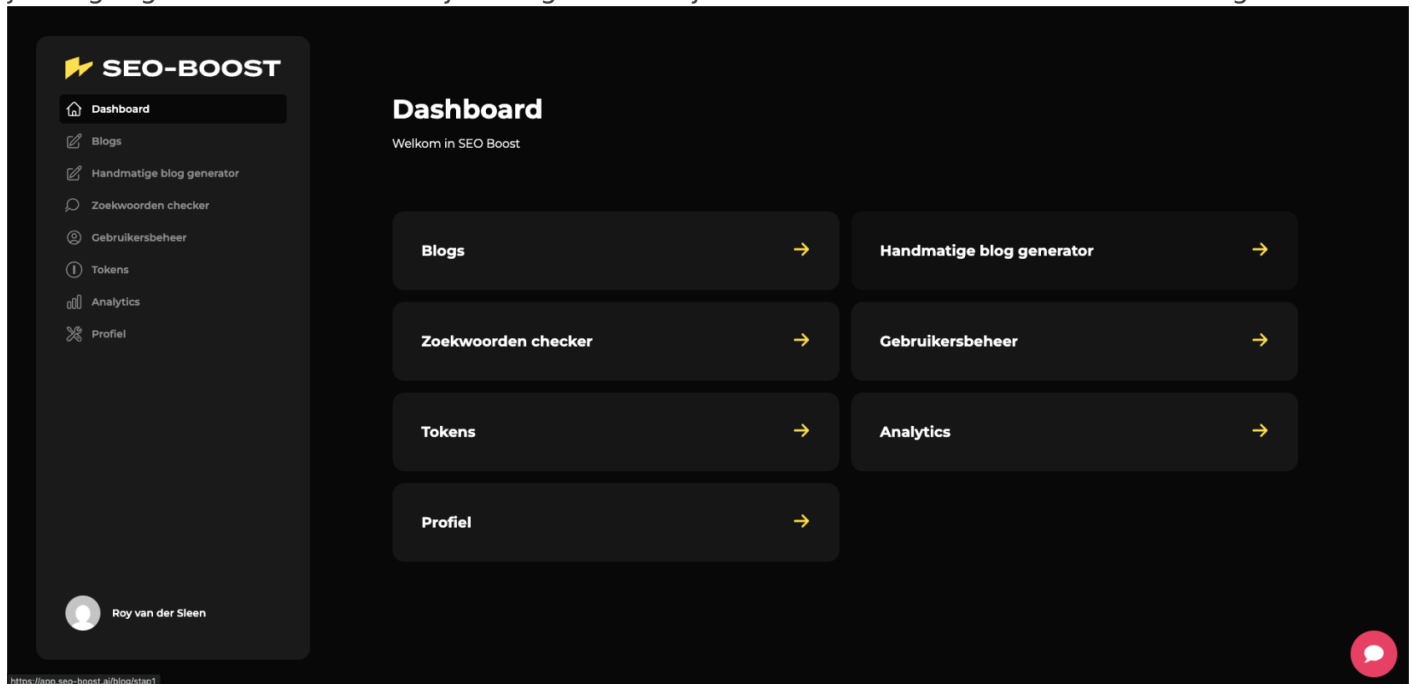 SEO-BOOST
Dashboard
Blogs
Handmatige blog generator
Zoekwoorden checker
Gebruikersbeheer
Tokens
Analytics
Profiel
Roy van der Sleen
Dashboard
Welkom in SEO Boost
Blogs
Handmatige blog generator
Zoekwoorden checker
Gebruikersbeheer
Tokens
Analytics
Profiel
https://app.seo-boost.ai/blog/stap1